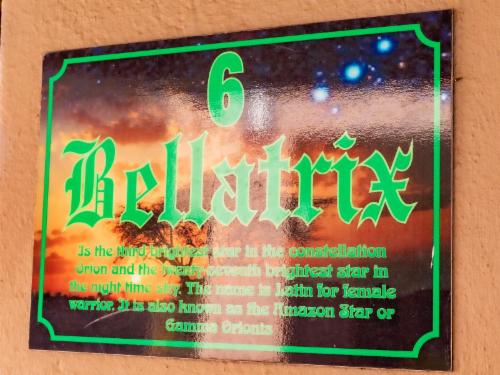 6
Bellatrix
Is the third brightest star in the constellation
Orion and the twenty-seventh brightest star in
the night time sky. The name is Latin for female
warrior. It is also known as the Amazon Star or
Gamma Orionis